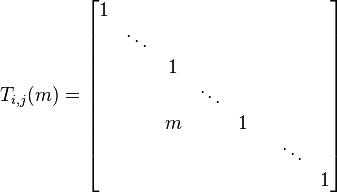 1
⋱
1
T_{i,j}(m) = ⋱
m 1
⋱
1